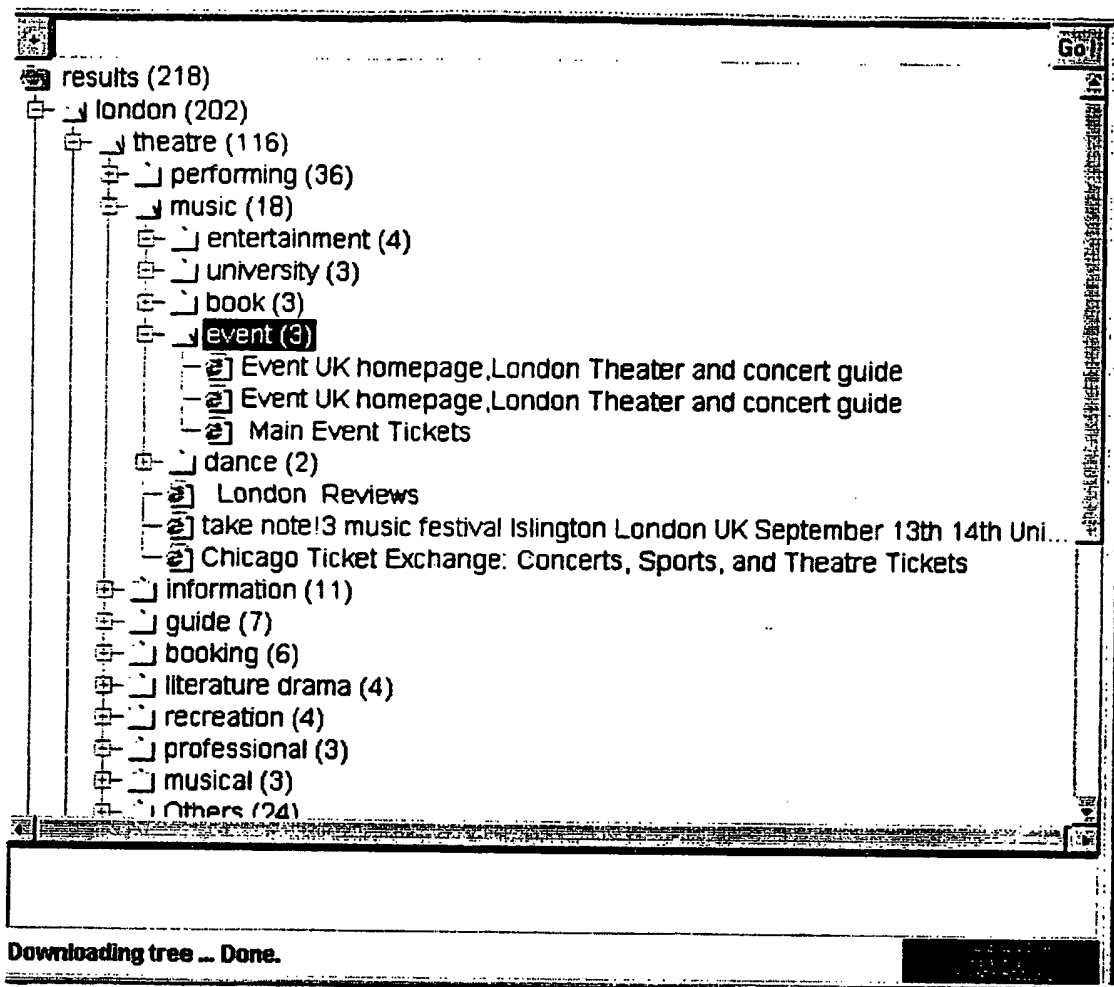 Go!
results (218)
london (202)
theatre (116)
performing (36)
music (18)
entertainment (4)
university (3)
book (3)
event (3)
Event UK homepage,London Theater and concert guide
Event UK homepage,London Theater and concert guide
Main Event Tickets
dance (2)
London Reviews
take note!3 music festival Islington London UK September 13th 14th Uni...
Chicago Ticket Exchange: Concerts, Sports, and Theatre Tickets
information (11)
guide (7)
booking (6)
literature drama (4)
recreation (4)
professional (3)
musical (3)
Others (24)
Downloading tree ... Done.